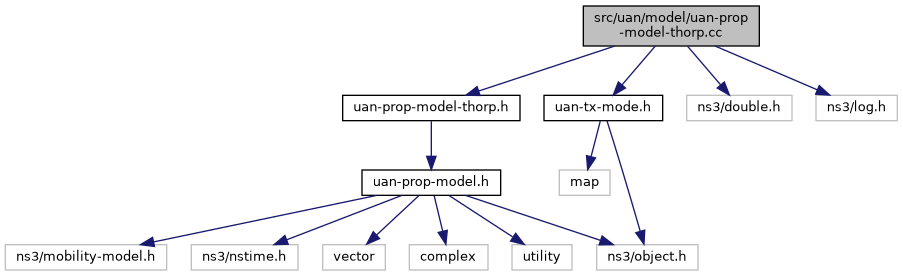 src/uan/model/uan-prop
-model-thorp.cc
uan-prop-model-thorp.h
uan-tx-mode.h
ns3/double.h
ns3/log.h
uan-prop-model.h
map
ns3/mobility-model.h
ns3/nstime.h
vector
complex
utility
ns3/object.h